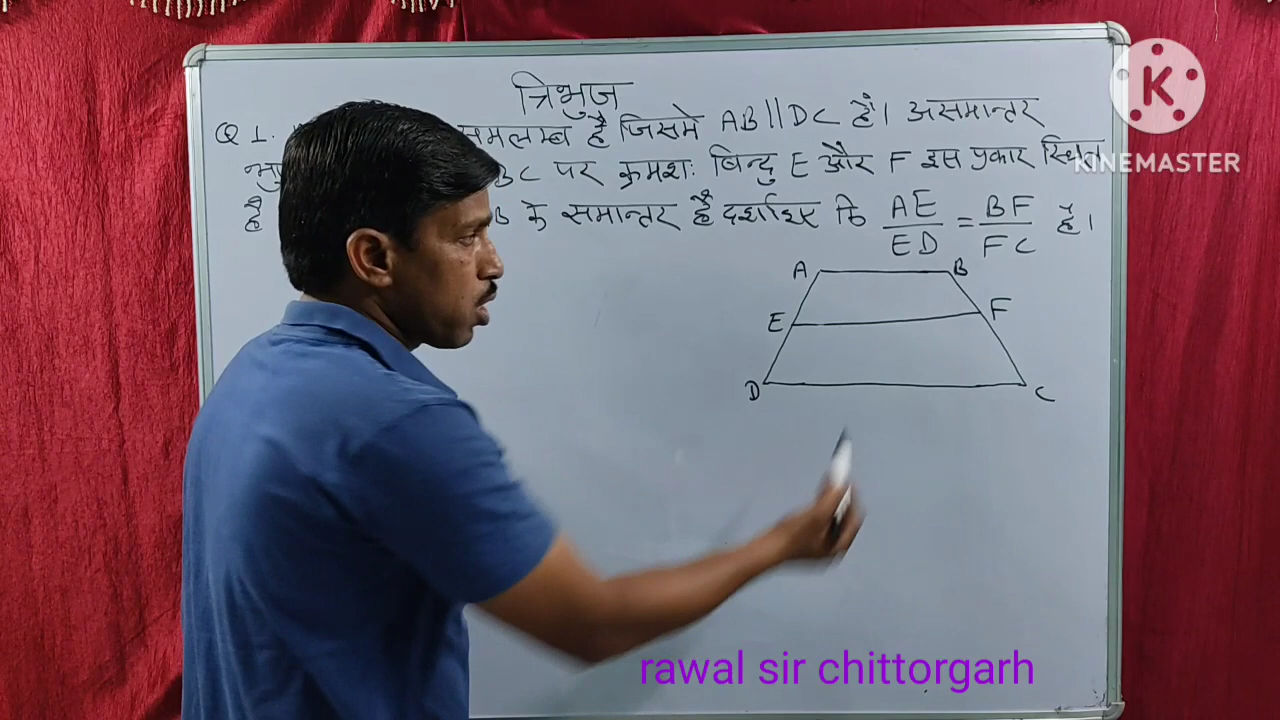 त्रिभुज
Q 1. समलम्ब है जिसमे AB||DC हैं। असमान्तर
BC पर क्रमशः बिन्दु E और F इस प्रकार स्थित
है B के समान्तर है दर्शाइए कि AE/ED = BF/FC हैं।
A B
E F
D C
K
KINEMASTER
rawal sir chittorgarh